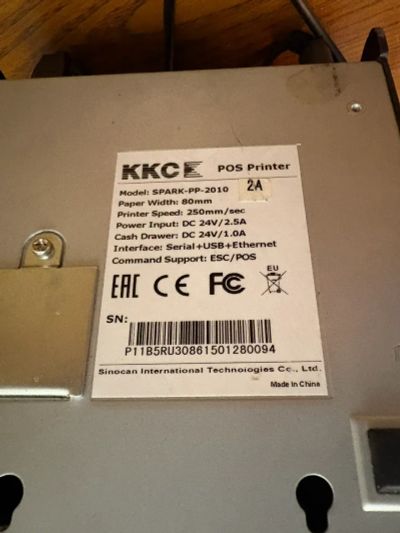 KKC POS Printer
Model: SPARK-PP-2010 2A
Paper Width: 80mm
Printer Speed: 250mm/sec
Power Input: DC 24V/2.5A
Cash Drawer: DC 24V/1.0A
Interface: Serial+USB+Ethernet
Command Support: ESC/POS
EAC CE FC EU
SN:
P11B5RU30861501280094
Sinocan International Technologies Co., Ltd.
Made in China